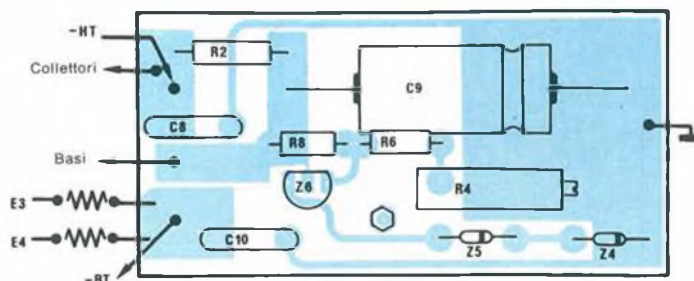 -HT
R2
Collettori
C9
C8
R8
R6
Basi
Z6
R4
E3
E4
C10
Z5
Z4
-BT